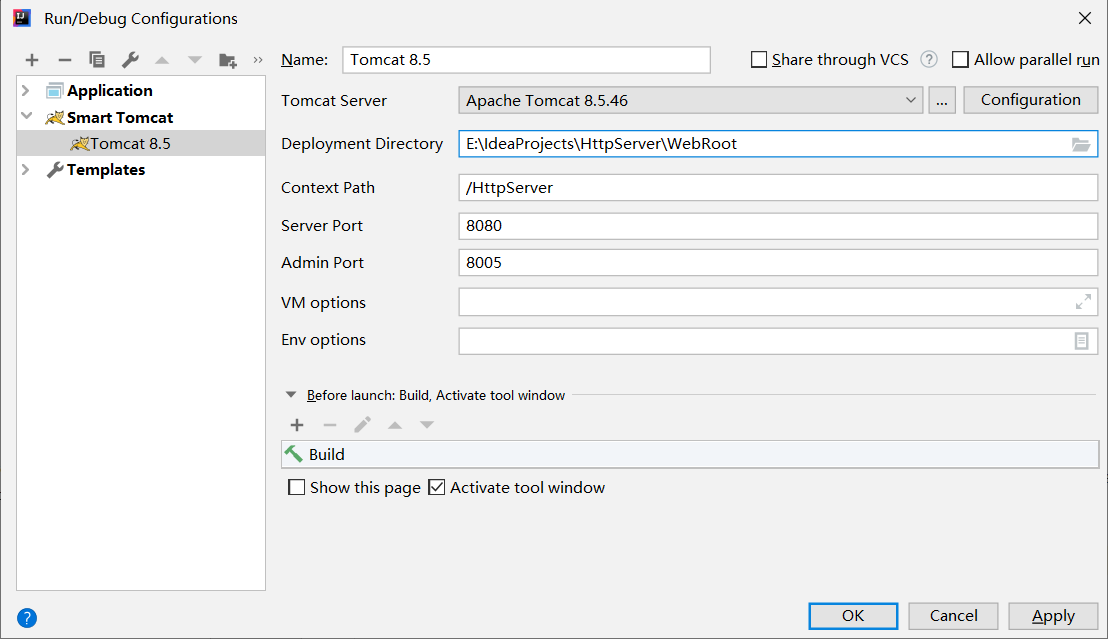 Run/Debug Configurations
Name: Tomcat 8.5
Share through VCS ? Allow parallel run
Application
Smart Tomcat
Tomcat 8.5
Templates
Tomcat Server Apache Tomcat 8.5.46 ... Configuration
Deployment Directory E:\IdeaProjects\HttpServer\WebRoot
Context Path /HttpServer
Server Port 8080
Admin Port 8005
VM options
Env options
Before launch: Build, Activate tool window
Build
Show this page Activate tool window
? OK Cancel Apply